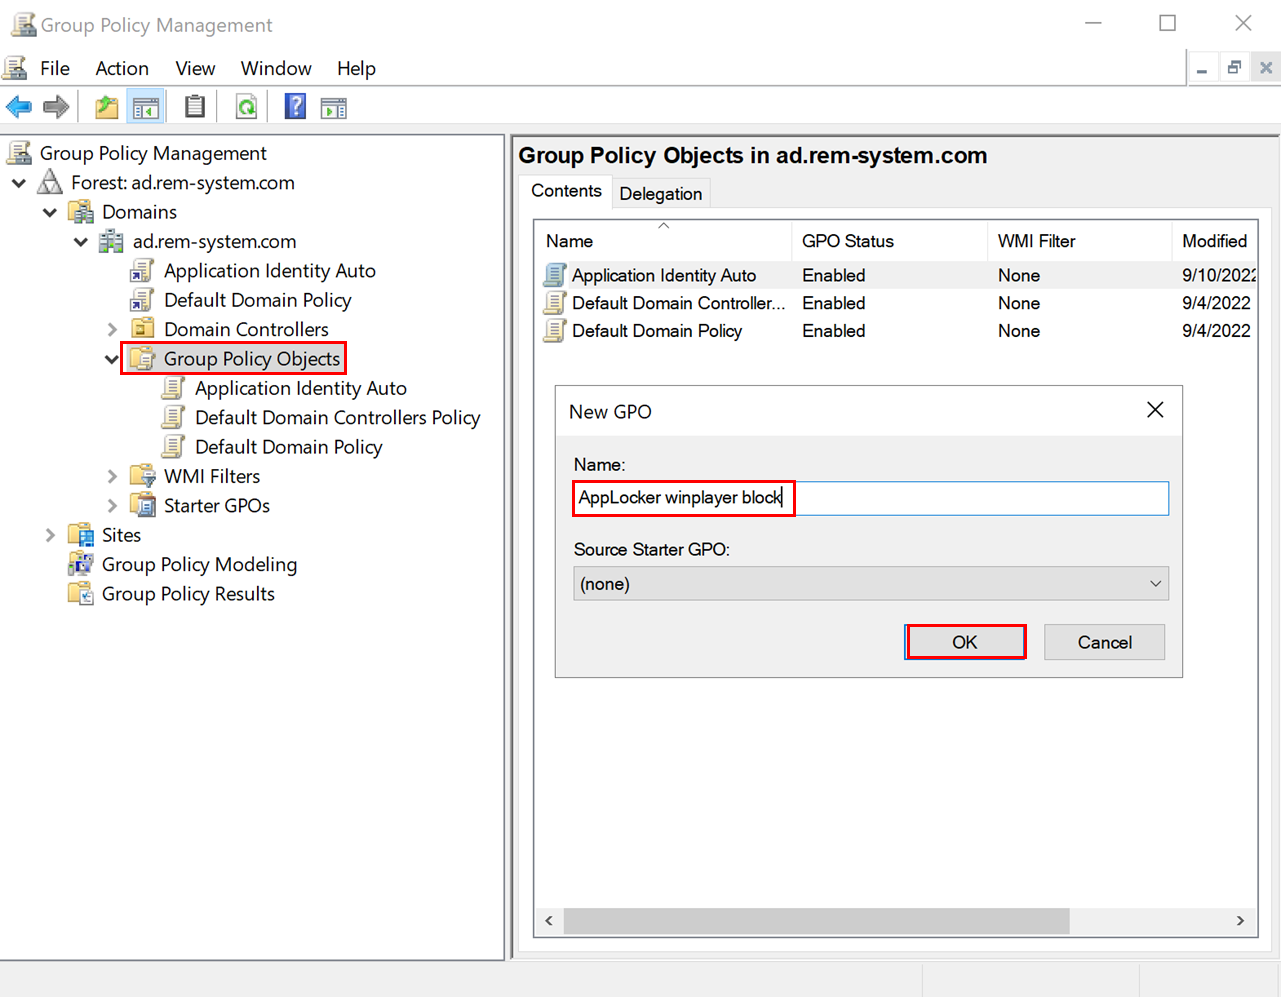 Group Policy Management
File Action View Window Help
Group Policy Management
Forest: ad.rem-system.com
Domains
ad.rem-system.com
Application Identity Auto
Default Domain Policy
Domain Controllers
Group Policy Objects
Application Identity Auto
Default Domain Controllers Policy
Default Domain Policy
WMI Filters
Starter GPOs
Sites
Group Policy Modeling
Group Policy Results
Group Policy Objects in ad.rem-system.com
Contents Delegation
Name GPO Status WMI Filter Modified
Application Identity Auto Enabled None 9/10/2022
Default Domain Controller... Enabled None 9/4/2022
Default Domain Policy Enabled None 9/4/2022
New GPO
Name:
AppLocker winplayer block
Source Starter GPO:
(none)
OK Cancel